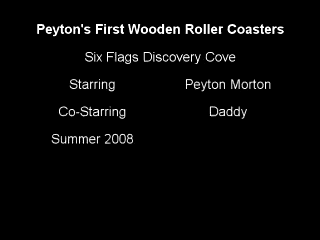 Peyton's First Wooden Roller Coasters
Six Flags Discovery Cove
Starring Peyton Morton
Co-Starring Daddy
Summer 2008